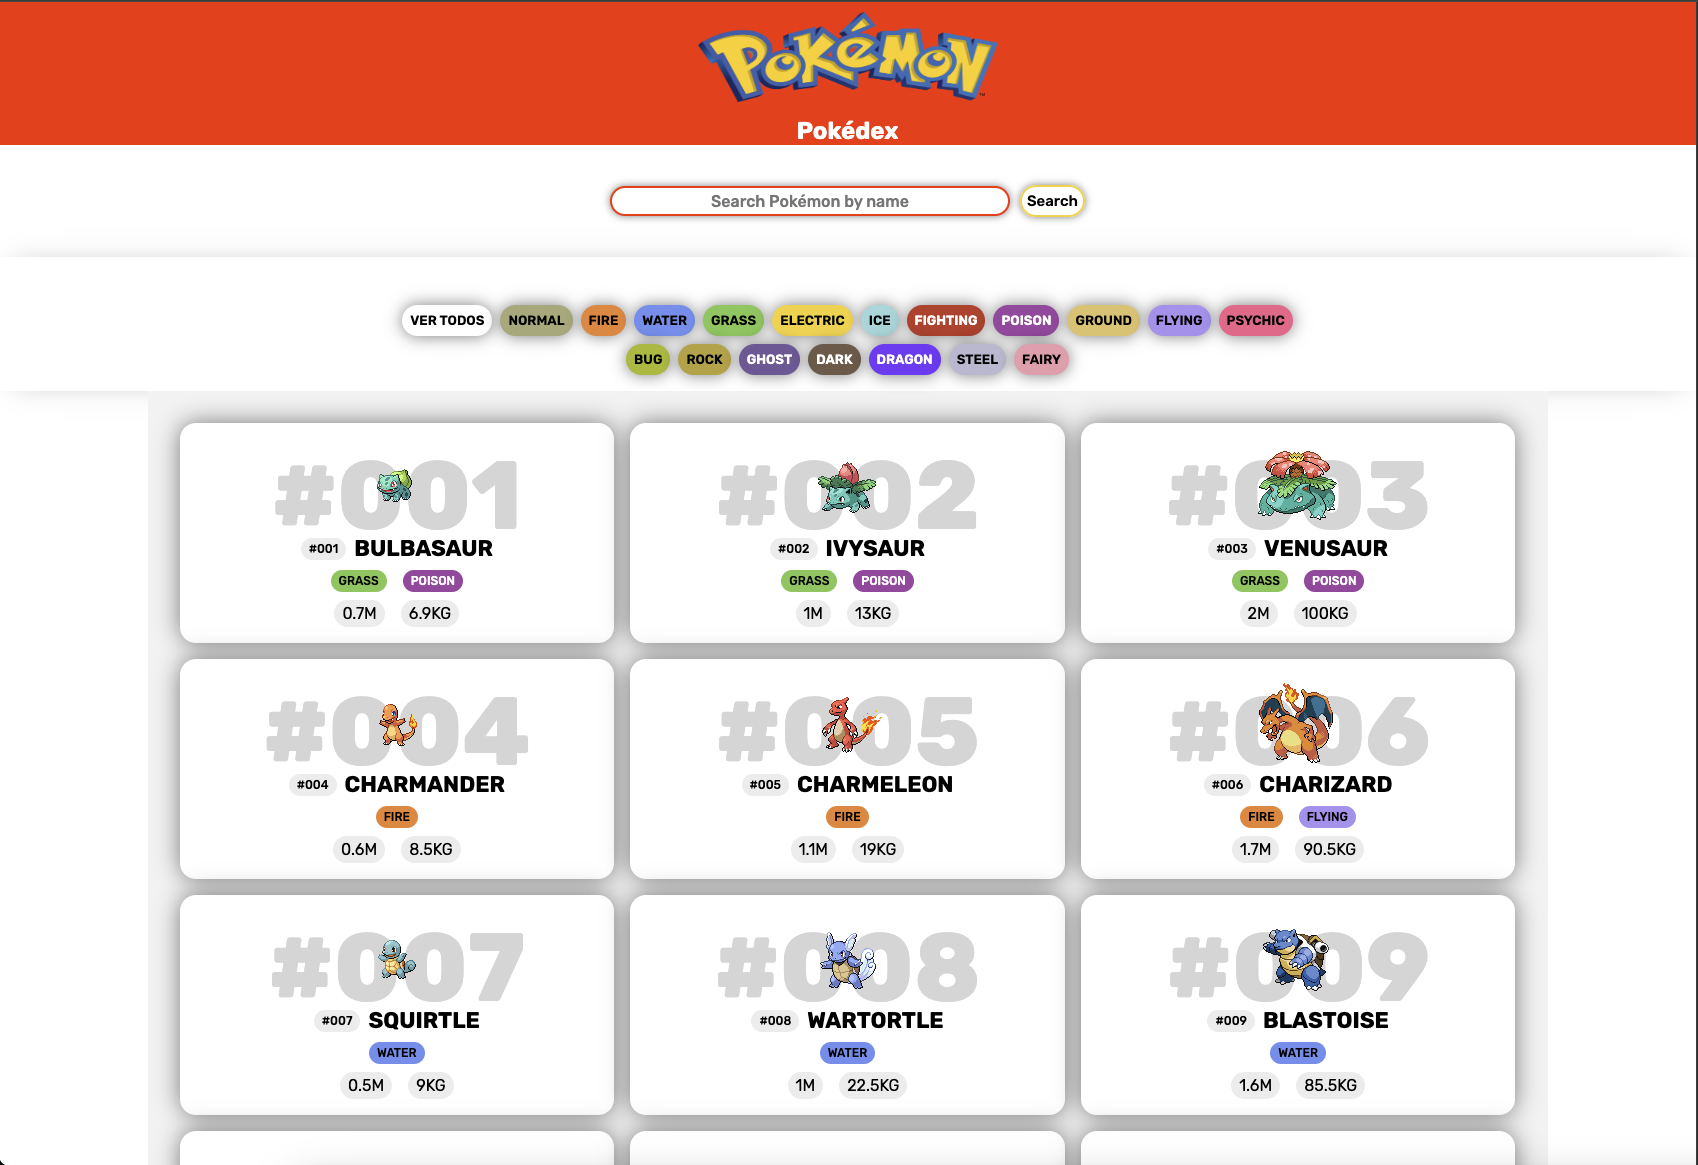 POKéMON
™
Pokédex
Search Pokémon by name Search
VER TODOS NORMAL FIRE WATER GRASS ELECTRIC ICE FIGHTING POISON GROUND FLYING PSYCHIC
BUG ROCK GHOST DARK DRAGON STEEL FAIRY
#001
#001 BULBASAUR
GRASS POISON
0.7M 6.9KG
#002
#002 IVYSAUR
GRASS POISON
1M 13KG
#003
#003 VENUSAUR
GRASS POISON
2M 100KG
#004
#004 CHARMANDER
FIRE
0.6M 8.5KG
#005
#005 CHARMELEON
FIRE
1.1M 19KG
#006
#006 CHARIZARD
FIRE FLYING
1.7M 90.5KG
#007
#007 SQUIRTLE
WATER
0.5M 9KG
#008
#008 WARTORTLE
WATER
1M 22.5KG
#009
#009 BLASTOISE
WATER
1.6M 85.5KG